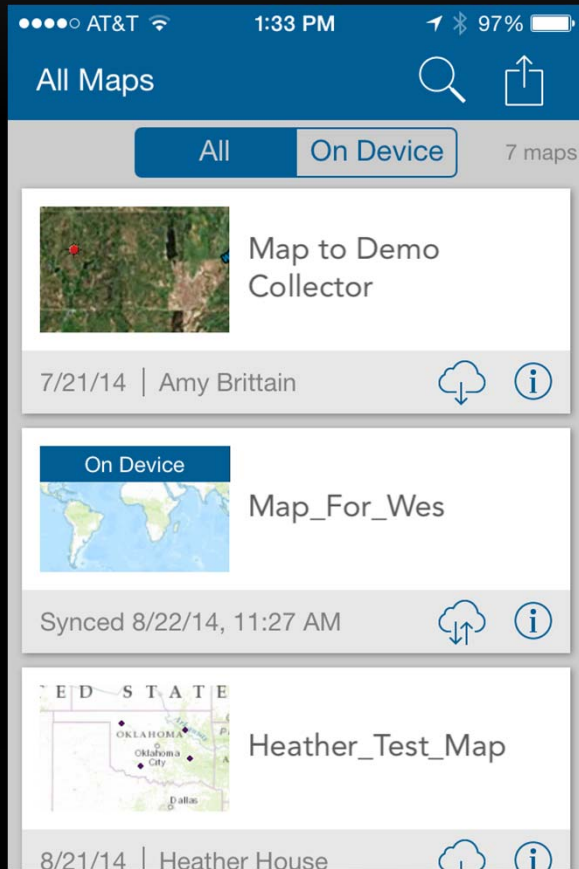 AT&T 1:33 PM 97%
All Maps
All On Device 7 maps
Map to Demo
Collector
7/21/14 | Amy Brittain
On Device
Map_For_Wes
Synced 8/22/14, 11:27 AM
ED STATE
OKLAHOMA
Oklahoma
City
Dallas
Heather_Test_Map
8/21/14 | Heather House